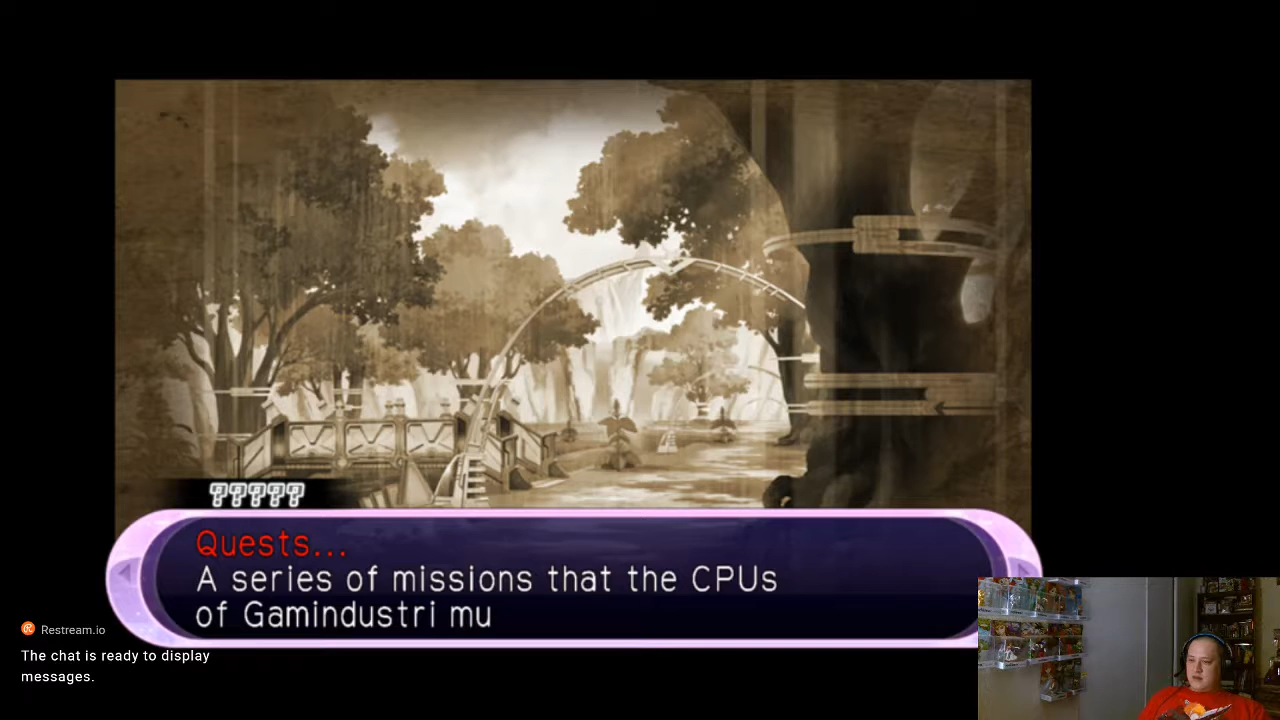 ?????
Quests...
A series of missions that the CPUs
of Gamindustri mu
Restream.io
The chat is ready to display
messages.